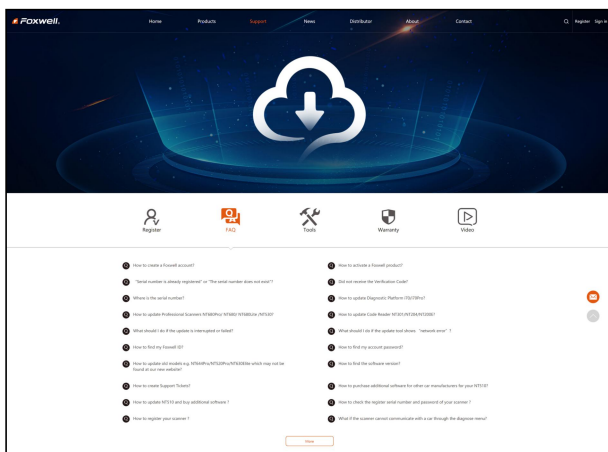 Foxwell.
Home Products Support News Distributor About Contact Register Sign in
Register FAQ Tools Warranty Video
How to create a Foxwell account?
How to activate a Foxwell product?
"Serial number is already registered" or "The serial number does not exist"?
Did not receive the Verification Code?
Where is the serial number?
How to update Diagnostic Platform i70/i70Pro?
How to update Professional Scanners NT680Pro/ NT680/ NT680Lite /NT530?
How to update Code Reader NT301/NT204/NT200II?
What should I do if the update is interrupted or failed?
What should I do if the update tool shows "network error" ?
How to find my Foxwell ID?
How to find my account password?
How to update old models e.g. NT644Pro/NT520Pro/NT630Elite which may not be
found at our new website?
How to find the software version?
How to create Support Tickets?
How to purchase additional software for other car manufacturers for your NT510?
How to update NT510 and buy additional software ?
How to check the register serial number and password of your scanner ?
How to register your scanner ?
What if the scanner cannot communicate with a car through the diagnose menu?